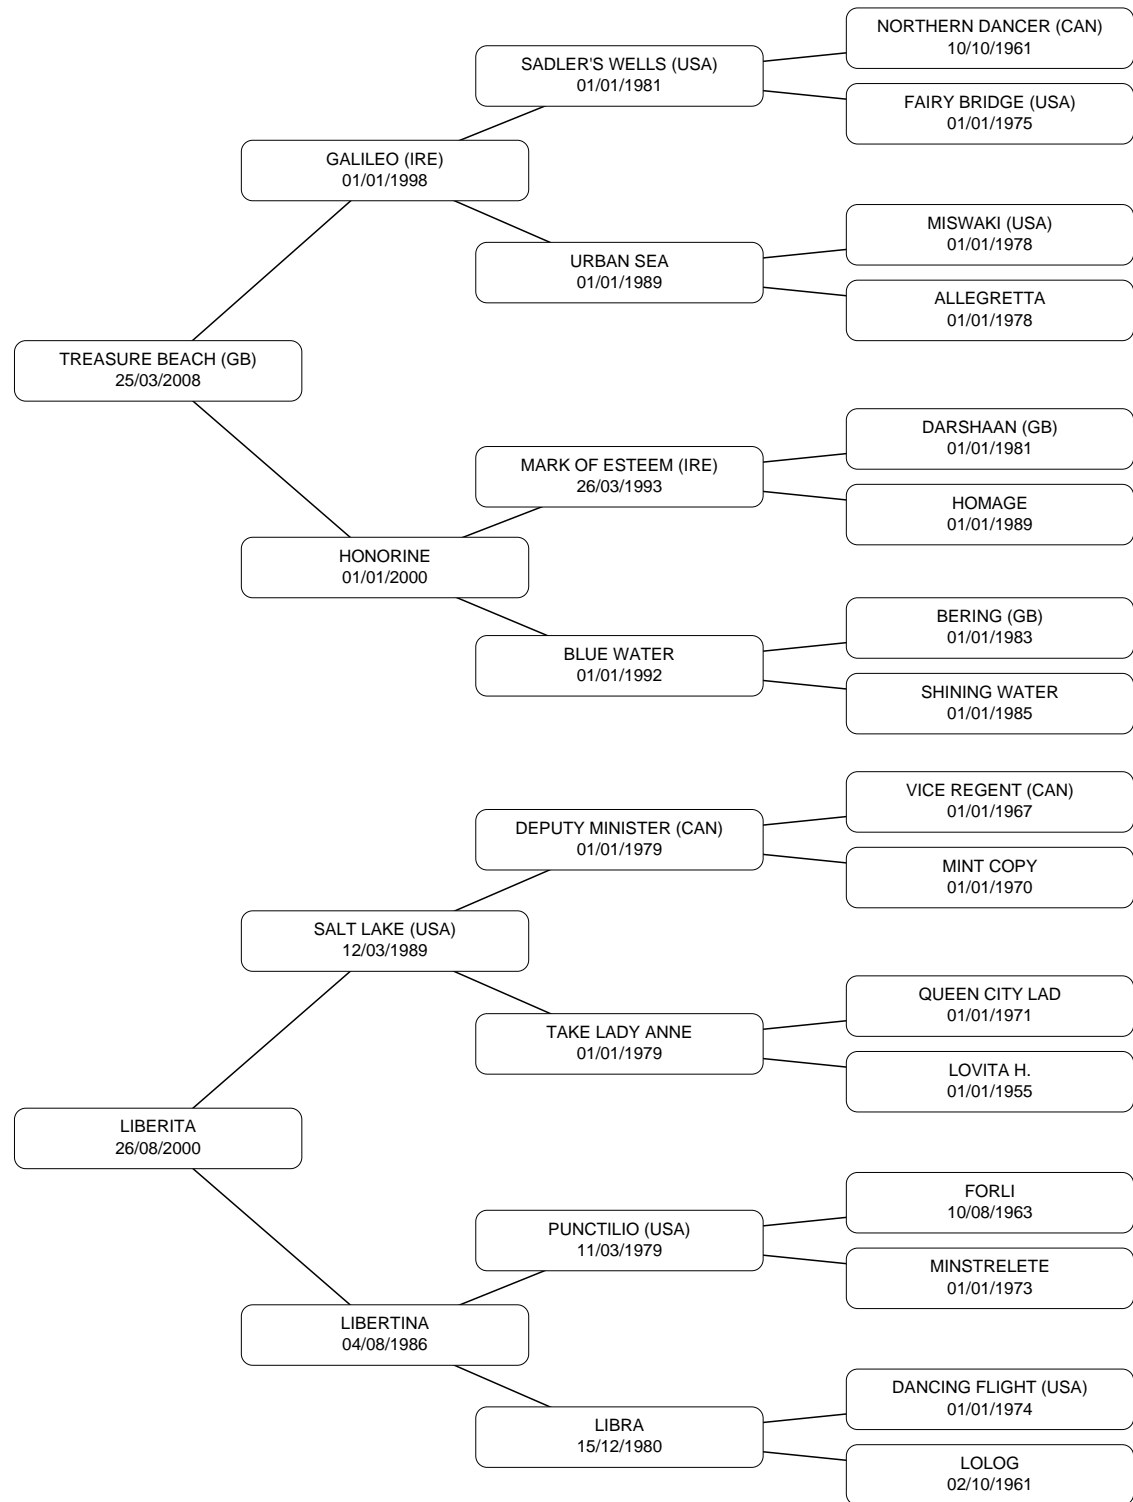 NORTHERN DANCER (CAN)
10/10/1961
SADLER'S WELLS (USA)
01/01/1981
FAIRY BRIDGE (USA)
01/01/1975
GALILEO (IRE)
01/01/1998
MISWAKI (USA)
01/01/1978
URBAN SEA
01/01/1989
ALLEGRETTA
01/01/1978
TREASURE BEACH (GB)
25/03/2008
DARSHAAN (GB)
01/01/1981
MARK OF ESTEEM (IRE)
26/03/1993
HOMAGE
01/01/1989
HONORINE
01/01/2000
BERING (GB)
01/01/1983
BLUE WATER
01/01/1992
SHINING WATER
01/01/1985
VICE REGENT (CAN)
01/01/1967
DEPUTY MINISTER (CAN)
01/01/1979
MINT COPY
01/01/1970
SALT LAKE (USA)
12/03/1989
QUEEN CITY LAD
01/01/1971
TAKE LADY ANNE
01/01/1979
LOVITA H.
01/01/1955
LIBERITA
26/08/2000
FORLI
10/08/1963
PUNCTILIO (USA)
11/03/1979
MINSTRELETE
01/01/1973
LIBERTINA
04/08/1986
DANCING FLIGHT (USA)
01/01/1974
LIBRA
15/12/1980
LOLOG
02/10/1961